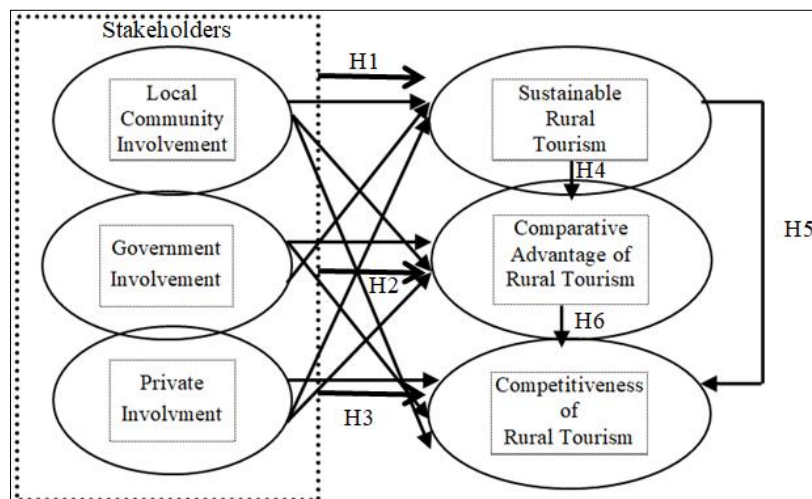 Stakeholders
H1
Local
Community
Involvement
Sustainable
Rural
Tourism
H4
Government
Involvement
Comparative
Advantage of
Rural Tourism
H5
H2
H6
Private
Involvment
H3
Competitiveness
of
Rural Tourism